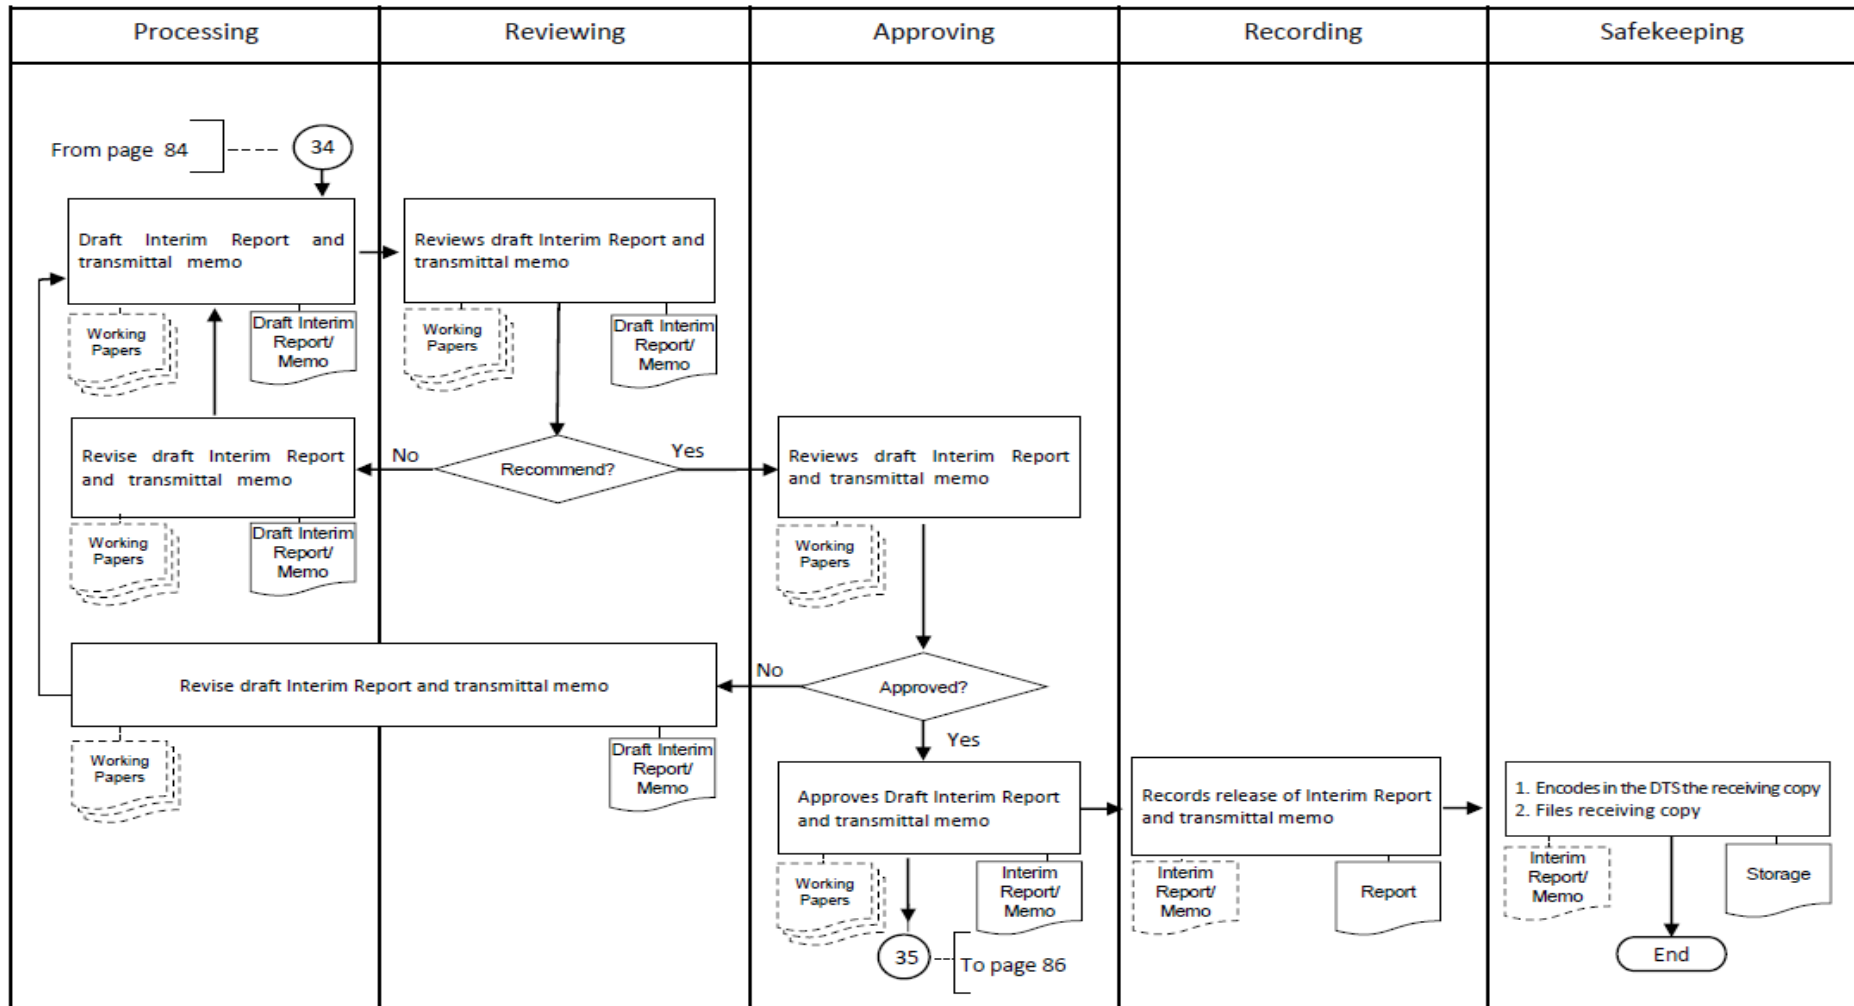 Processing
Reviewing
Approving
Recording
Safekeeping
From page 84
34
Draft Interim Report and
transmittal memo
Working
Papers
Draft Interim
Report/
Memo
Reviews draft Interim Report and
transmittal memo
Working
Papers
Draft Interim
Report/
Memo
Revise draft Interim Report
and transmittal memo
Working
Papers
Draft Interim
Report/
Memo
No
Recommend?
Yes
Reviews draft Interim Report
and transmittal memo
Working
Papers
Revise draft Interim Report and transmittal memo
Working
Papers
Draft Interim
Report/
Memo
No
Approved?
Yes
Approves Draft Interim Report
and transmittal memo
Working
Papers
Interim
Report/
Memo
35
To page 86
Records release of Interim Report
and transmittal memo
Interim
Report/
Memo
Report
1. Encodes in the DTS the receiving copy
2. Files receiving copy
Interim
Report/
Memo
Storage
End